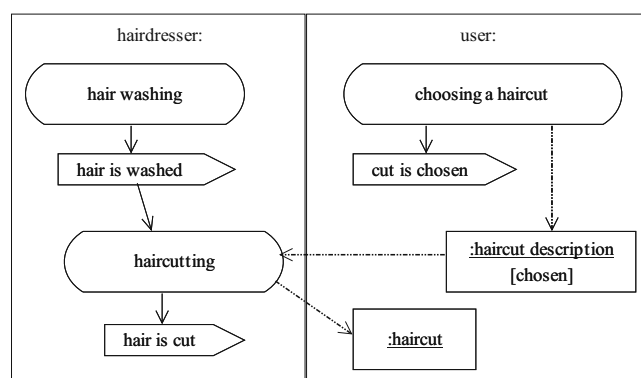 hairdresser:
user:
hair washing
choosing a haircut
hair is washed
cut is chosen
haircutting
:haircut description
[chosen]
hair is cut
:haircut